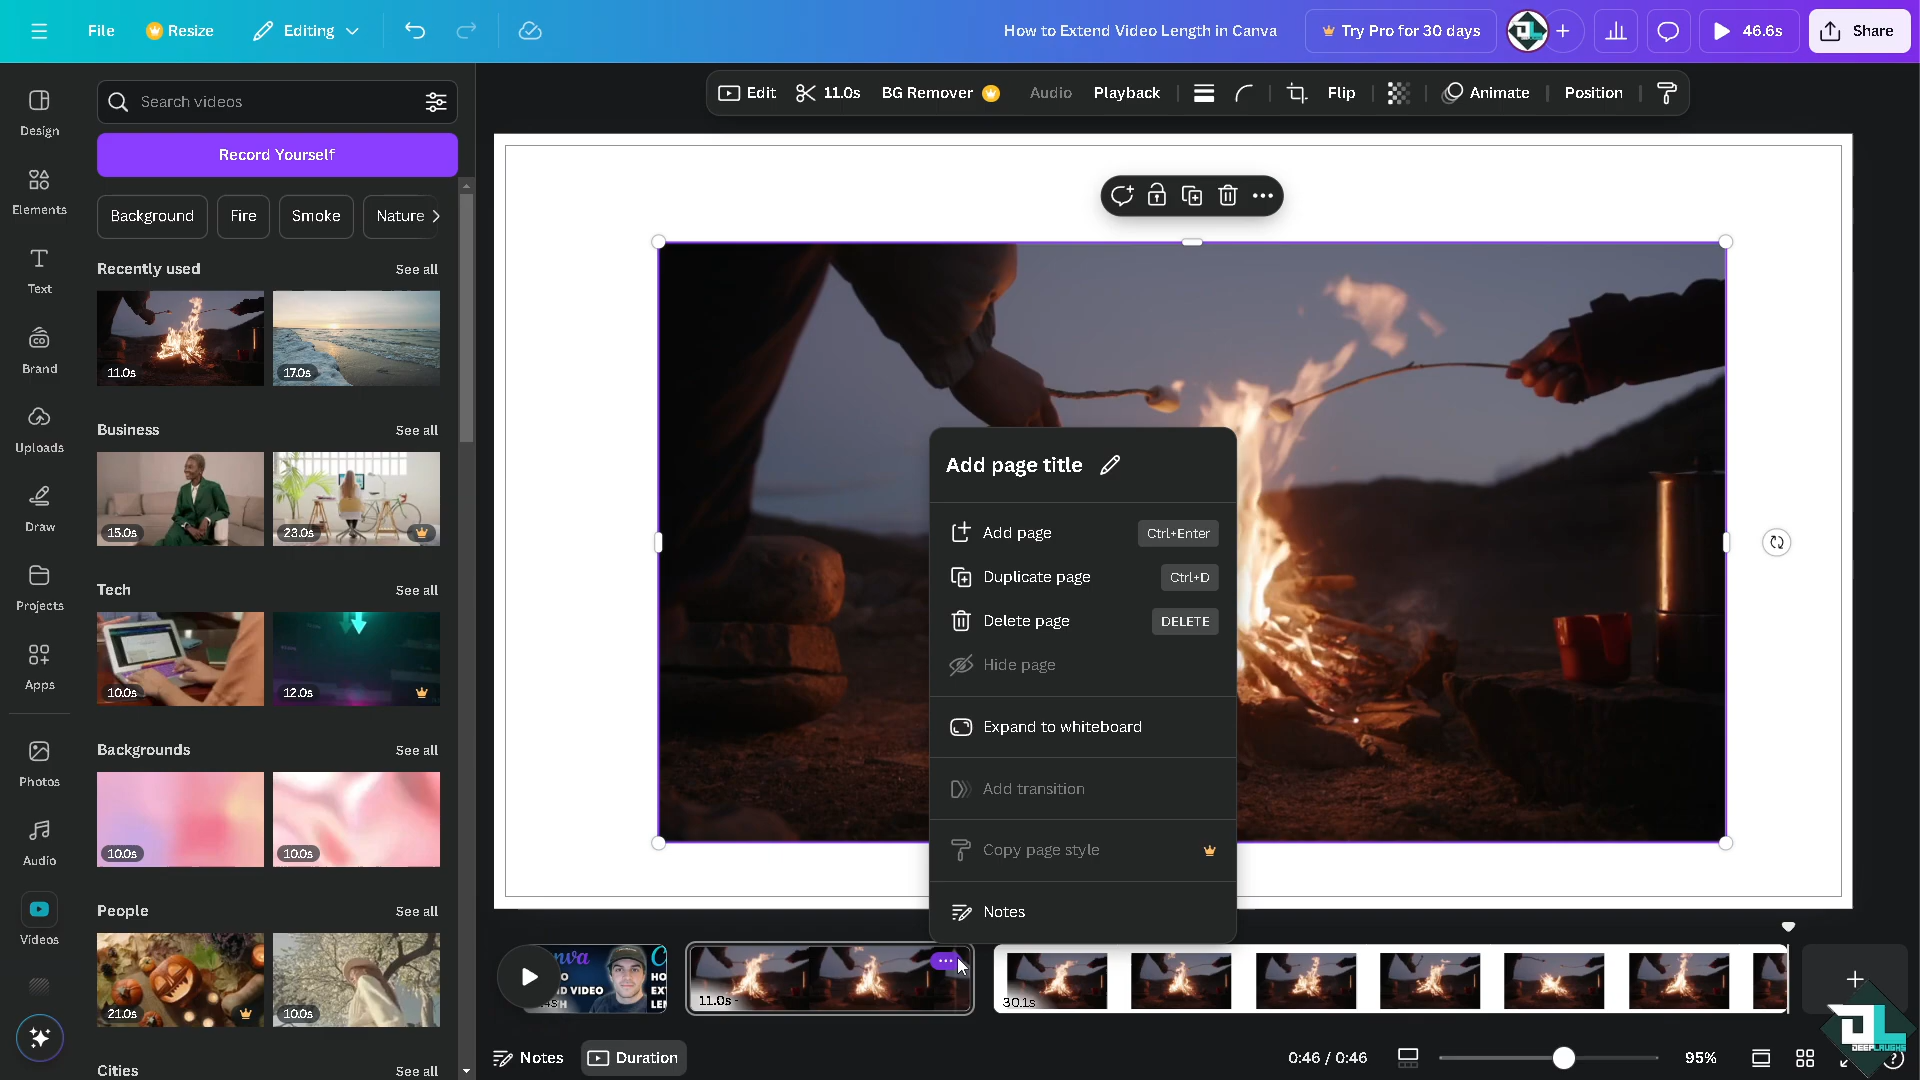 File
Resize
Editing
How to Extend Video Length in Canva
Try Pro for 30 days
46.6s
Share
Design
Elements
Text
Brand
Uploads
Draw
Projects
Apps
Photos
Audio
Videos
Search videos
Record Yourself
Background
Fire
Smoke
Nature
Recently used
See all
11.0s
17.0s
Business
See all
15.0s
23.0s
Tech
See all
10.0s
12.0s
Backgrounds
See all
10.0s
10.0s
People
See all
21.0s
10.0s
Cities
See all
Edit
11.0s
BG Remover
Audio
Playback
Flip
Animate
Position
Add page title
Add page
Ctrl+Enter
Duplicate page
Ctrl+D
Delete page
DELETE
Hide page
Expand to whiteboard
Add transition
Copy page style
Notes
11.0s
30.1s
Notes
Duration
0:46 / 0:46
95%
DEEPLAUGHS